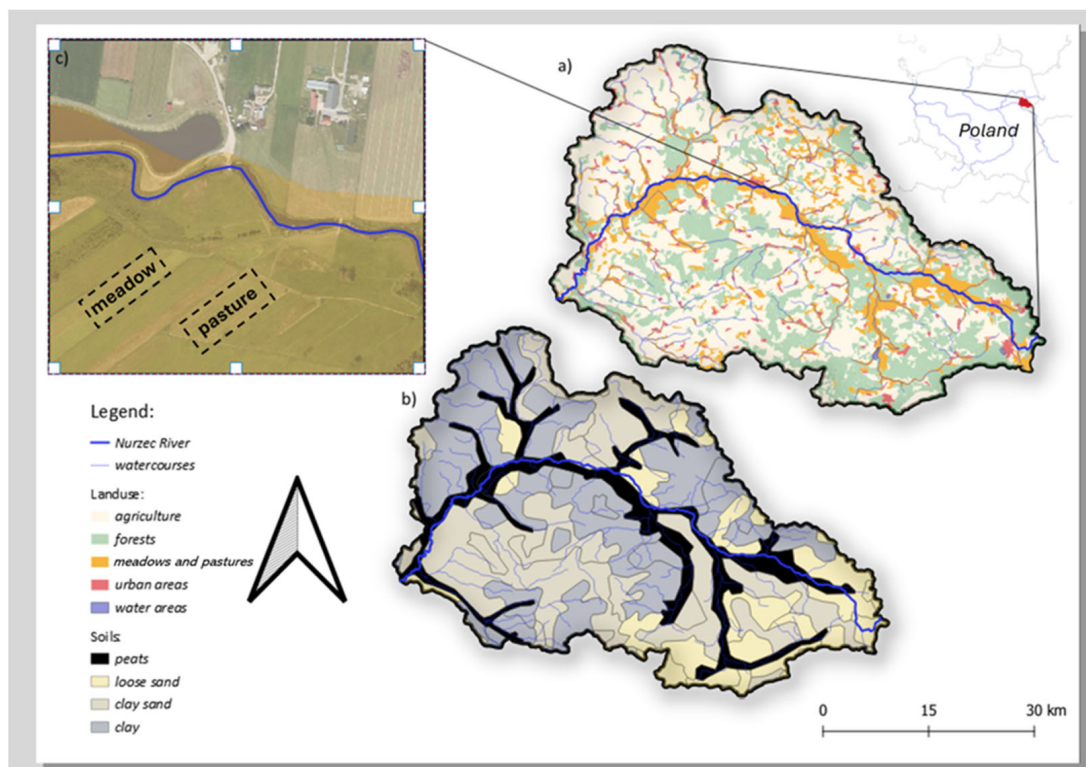 c)
a)
Poland
meadow
pasture
b)
Legend:
Nurzec River
watercourses
Landuse:
agriculture
forests
meadows and pastures
urban areas
water areas
Soils:
peats
loose sand
clay sand
clay
0 15 30 km